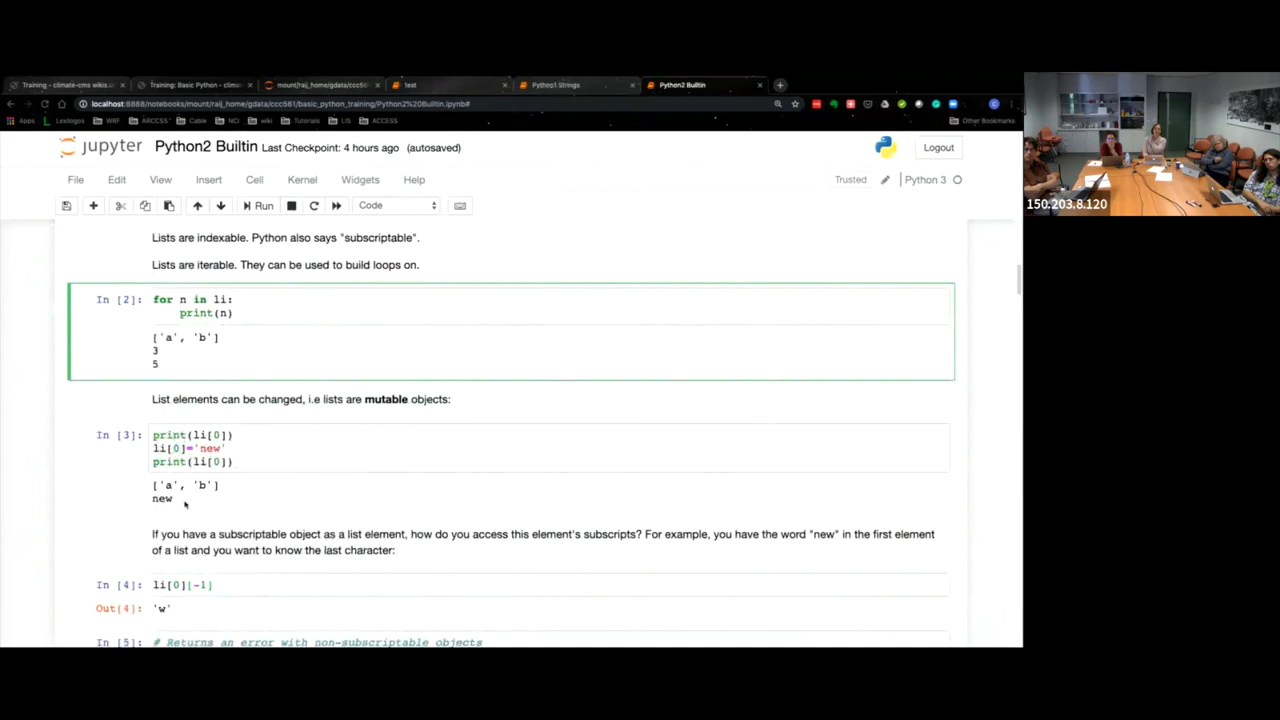 Training - climate-cms wikis.u
Training: Basic Python - clima
mount/raij_home/gdata/ccc561/
test
Python1 Strings
Python2 Builtin
localhost:8888/notebooks/mount/raij_home/gdata/ccc561/basic_python_training/Python2%20Builtin.ipynb#
Apps
Lexilogos
WRF
ARCCSS
Cable
NCI
wiki
Tutorials
LIS
ACCESS
Other Bookmarks
jupyter Python2 Builtin Last Checkpoint: 4 hours ago (autosaved)
Logout
File Edit View Insert Cell Kernel Widgets Help
Trusted
Python 3
Run
Code
Lists are indexable. Python also says "subscriptable".
Lists are iterable. They can be used to build loops on.
In [2]: for n in li:
print(n)
['a', 'b']
3
5
List elements can be changed, i.e lists are mutable objects:
In [3]: print(li[0])
li[0]='new'
print(li[0])
['a', 'b']
new
If you have a subscriptable object as a list element, how do you access this element's subscripts? For example, you have the word "new" in the first element
of a list and you want to know the last character:
In [4]: li[0][-1]
Out[4]: 'w'
In [5]: # Returns an error with non-subscriptable objects
150.203.8.120